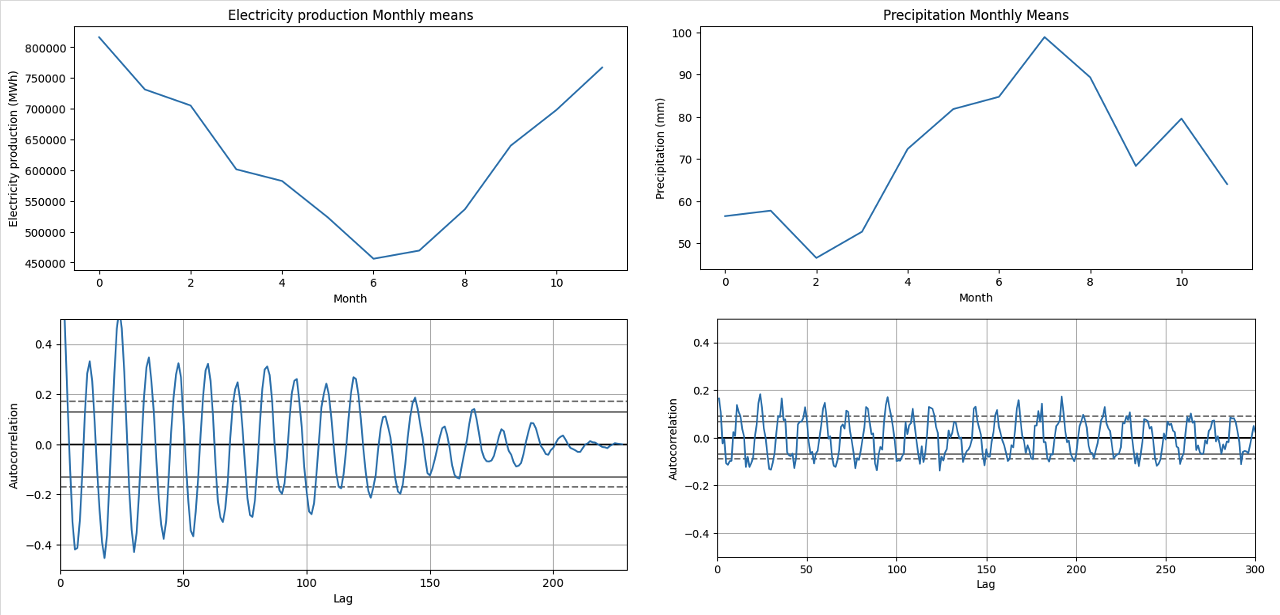 Electricity production Monthly means
Electricity production (MWh)
800000
750000
700000
650000
600000
550000
500000
450000
0 2 4 6 8 10
Month
Precipitation Monthly Means
Precipitation (mm)
100
90
80
70
60
50
0 2 4 6 8 10
Month
Autocorrelation
0.4
0.2
0.0
−0.2
−0.4
0 50 100 150 200
Lag
Autocorrelation
0.4
0.2
0.0
−0.2
−0.4
0 50 100 150 200 250 300
Lag